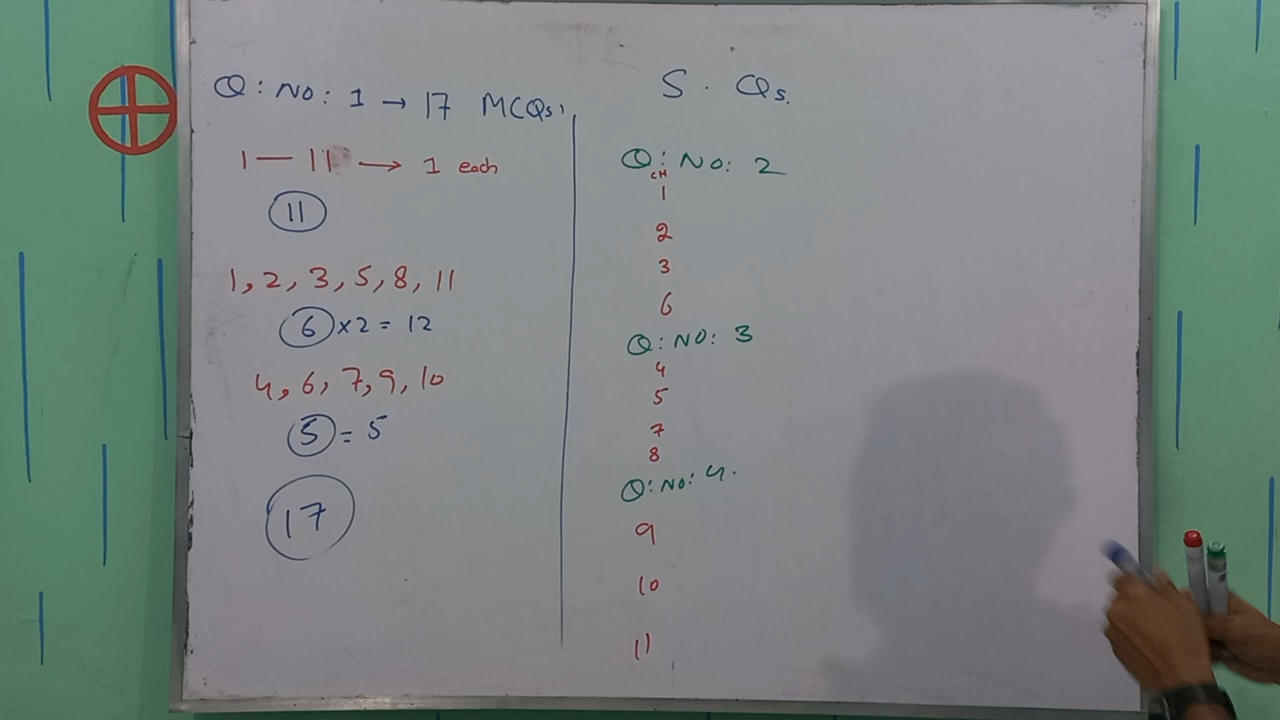 Q: NO: 1 → 17 MCQs.
1 — 11 → 1 each
11
1, 2, 3, 5, 8, 11
6 x 2 = 12
4, 6, 7, 9, 10
5 = 5
17
S. Qs.
Q: NO: 2
CH
1
2
3
6
Q: NO: 3
4
5
7
8
Q: NO: 4.
9
10
11